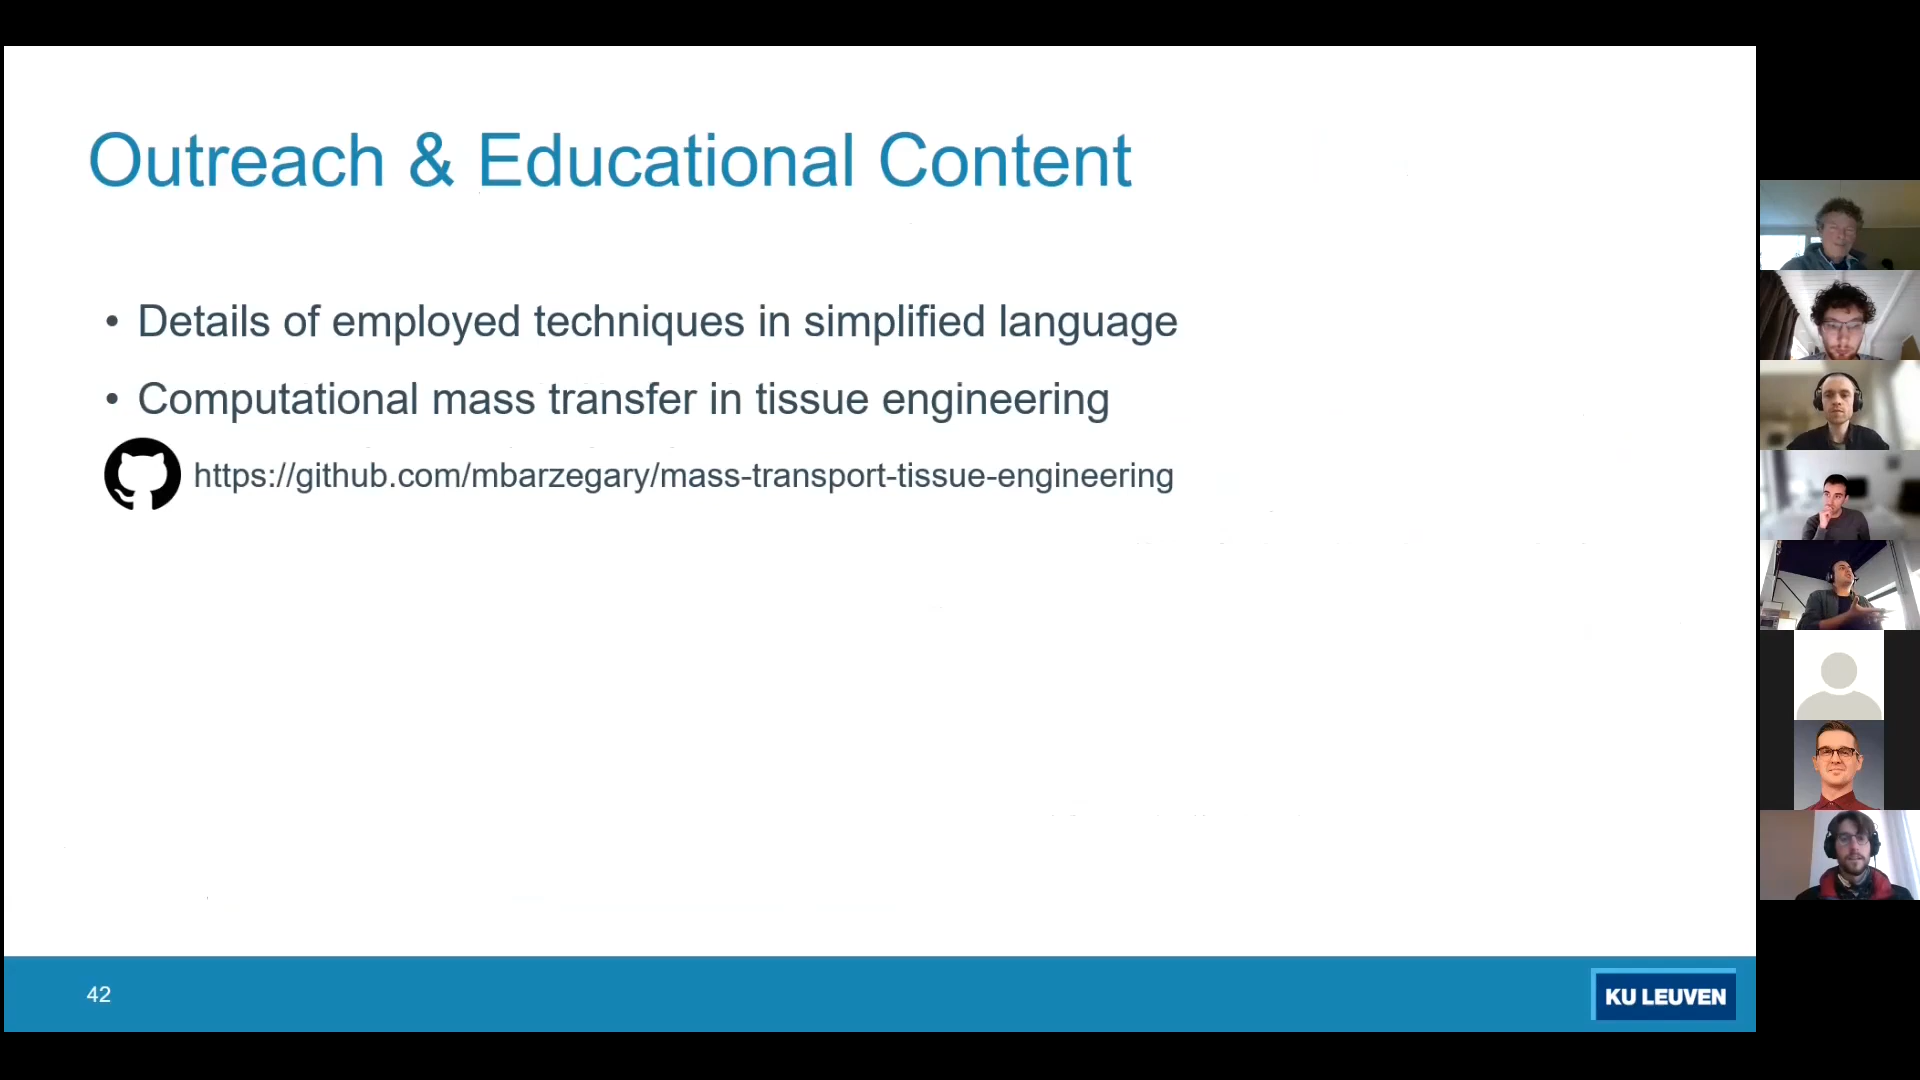 Outreach & Educational Content
• Details of employed techniques in simplified language
• Computational mass transfer in tissue engineering
https://github.com/mbarzegary/mass-transport-tissue-engineering
42
KU LEUVEN